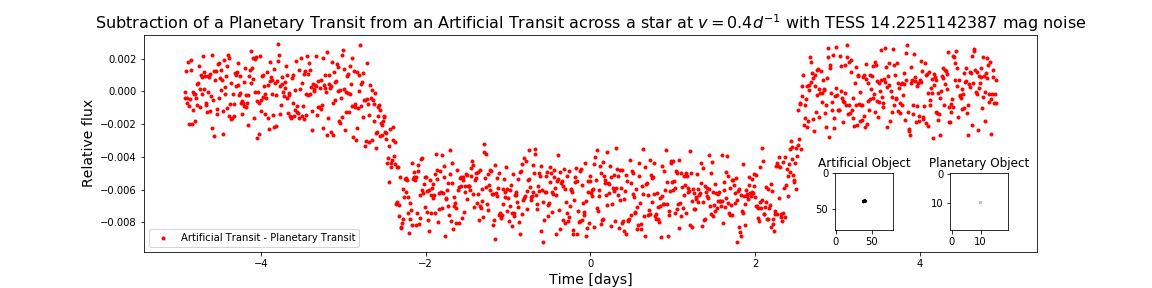 Subtraction of a Planetary Transit from an Artificial Transit across a star at v = 0.4d⁻¹ with TESS 14.2251142387 mag noise
Relative flux
0.002
0.000
−0.002
−0.004
−0.006
−0.008
Artificial Transit - Planetary Transit
Artificial Object
0
50
0 50
Planetary Object
0
10
0 10
−4 −2 0 2 4
Time [days]